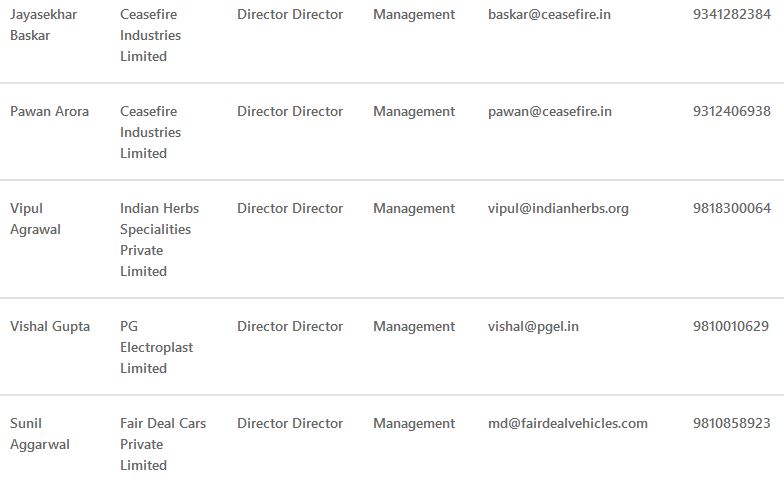 Jayasekhar Baskar Ceasefire Industries Limited Director Director Management baskar@ceasefire.in 9341282384
Pawan Arora Ceasefire Industries Limited Director Director Management pawan@ceasefire.in 9312406938
Vipul Agrawal Indian Herbs Specialities Private Limited Director Director Management vipul@indianherbs.org 9818300064
Vishal Gupta PG Electroplast Limited Director Director Management vishal@pgel.in 9810010629
Sunil Aggarwal Fair Deal Cars Private Limited Director Director Management md@fairdealvehicles.com 9810858923